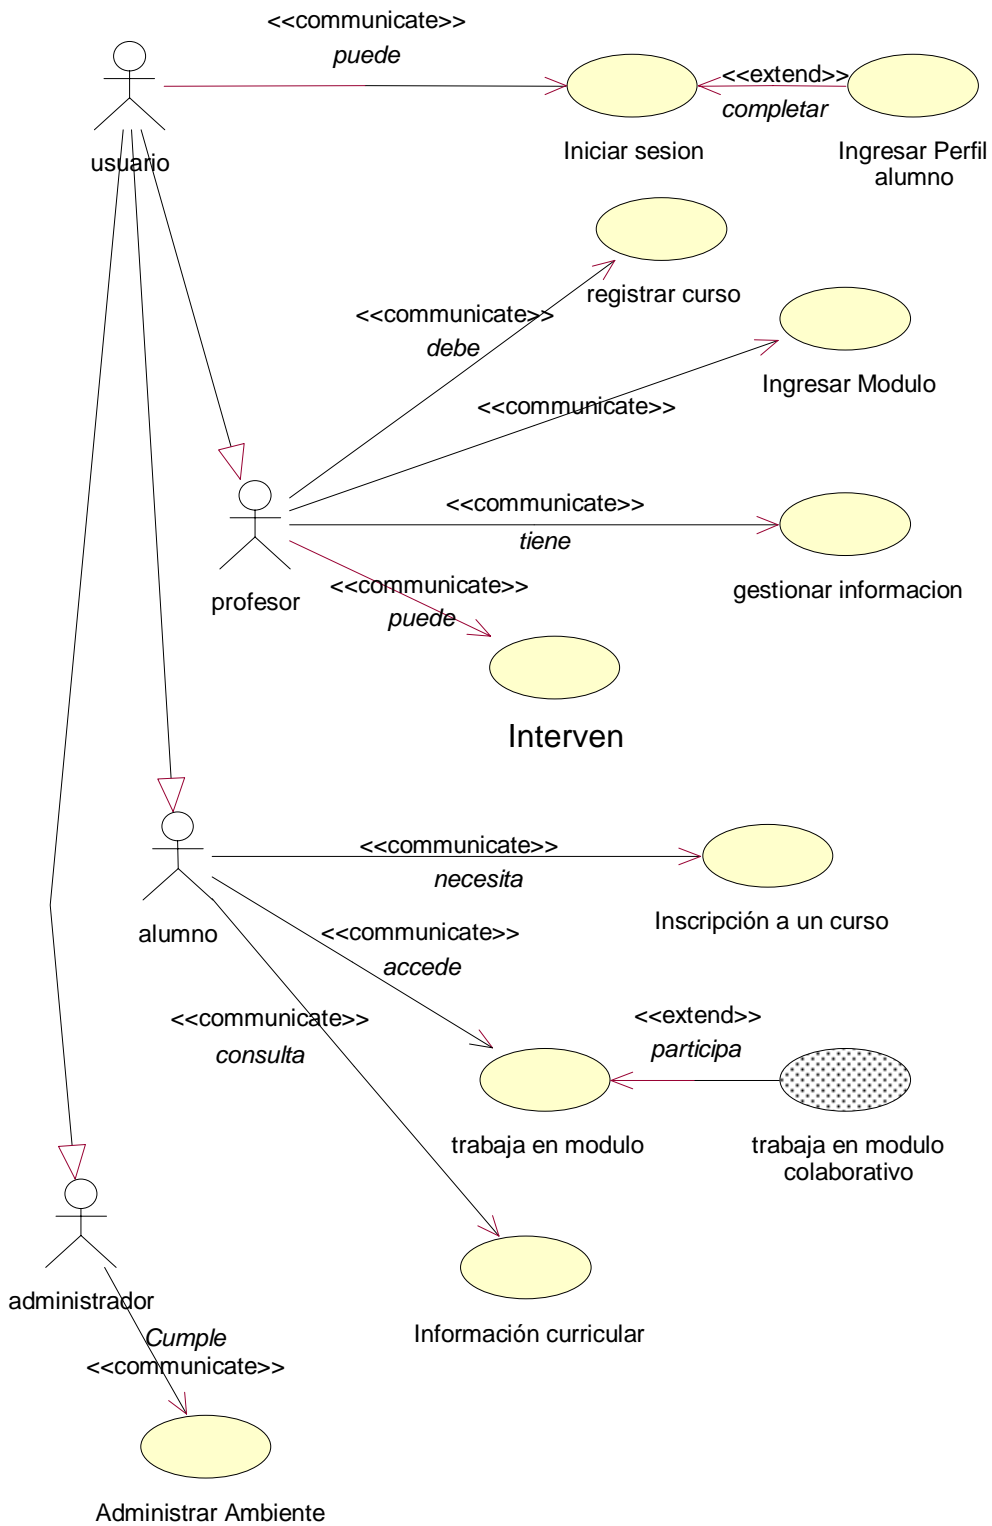 <<communicate>>
puede
<<extend>>
completar
usuario
Iniciar sesion
Ingresar Perfil
alumno
registrar curso
<<communicate>>
debe
Ingresar Modulo
<<communicate>>
<<communicate>>
tiene
gestionar informacion
<<communicate>>
puede
profesor
Interven
<<communicate>>
necesita
Inscripción a un curso
alumno
<<communicate>>
accede
<<communicate>>
consulta
<<extend>>
participa
trabaja en modulo
trabaja en modulo
colaborativo
administrador
Información curricular
Cumple
<<communicate>>
Administrar Ambiente